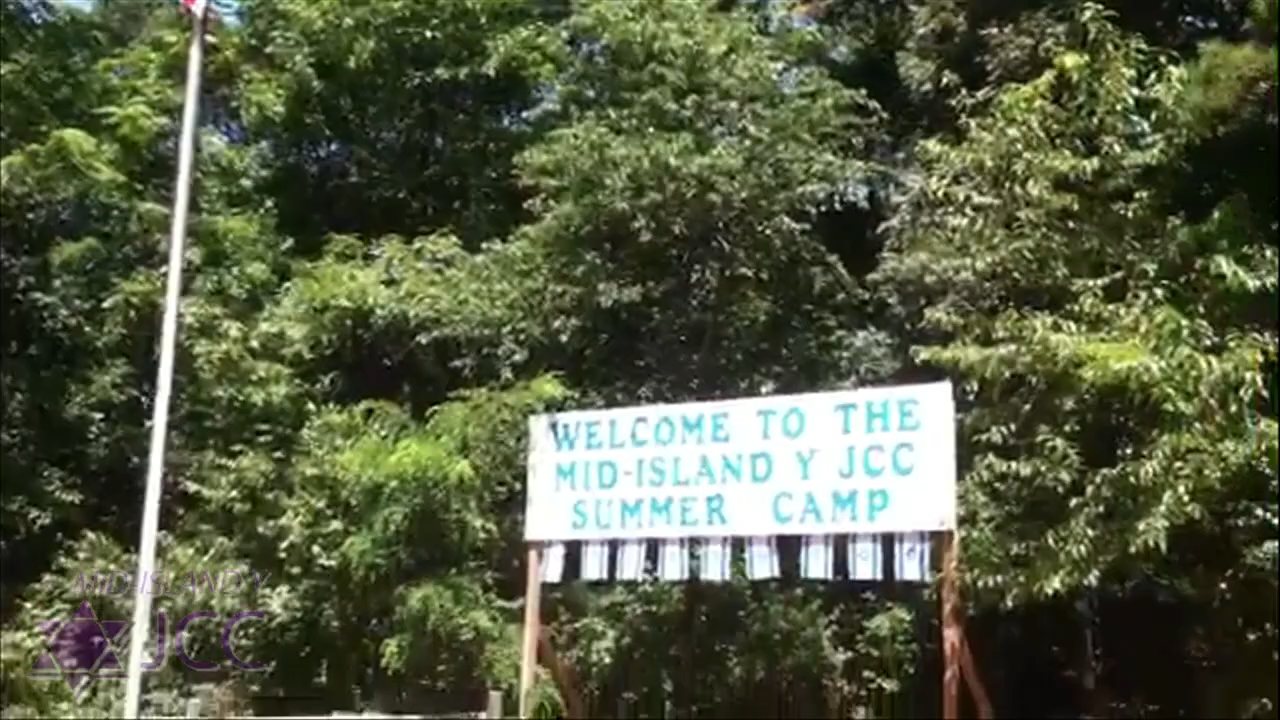 WELCOME TO THE
MID-ISLAND Y JCC
SUMMER CAMP
MID-ISLAND Y
JCC